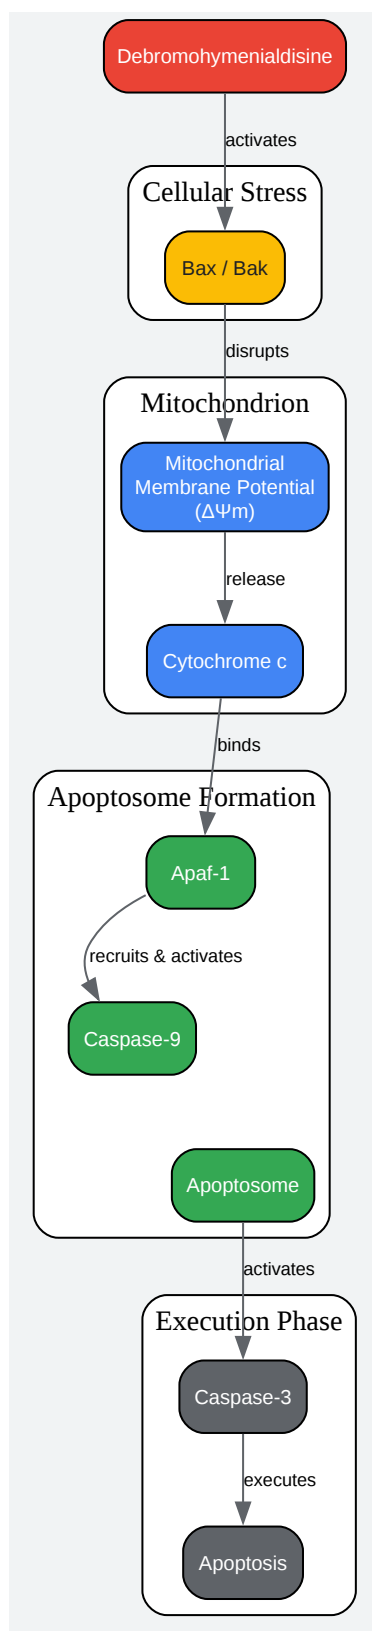 Debromohymenialdisine
activates
Cellular Stress
Bax / Bak
disrupts
Mitochondrion
Mitochondrial
Membrane Potential
(ΔΨm)
release
Cytochrome c
binds
Apoptosome Formation
Apaf-1
recruits & activates
Caspase-9
Apoptosome
activates
Execution Phase
Caspase-3
executes
Apoptosis